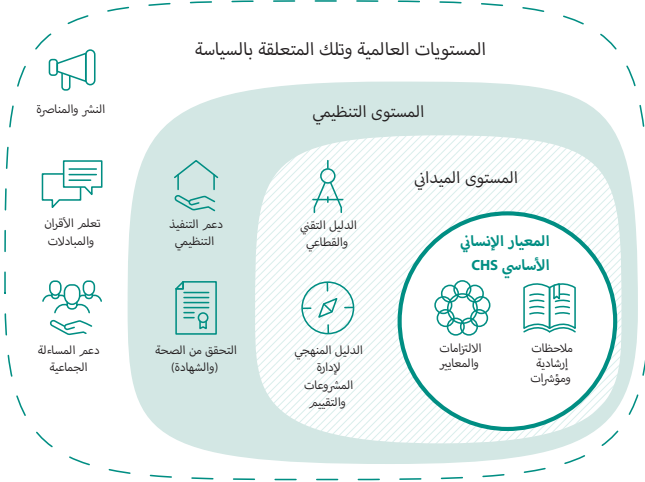 المستويات العالمية وتلك المتعلقة بالسياسة
النشر والمناصرة
تعلم الأقران
والمبادلات
دعم المساءلة
الجماعية
المستوى التنظيمي
دعم التنفيذ
التنظيمي
التحقق من الصحة
(والشهادة)
المستوى الميداني
الدليل التقني
والقطاعي
الدليل المنهجي
لإدارة
المشروعات
والتقييم
المعيار الإنساني
الأساسي CHS
الالتزامات
والمعايير
ملاحظات
إرشادية
ومؤشرات